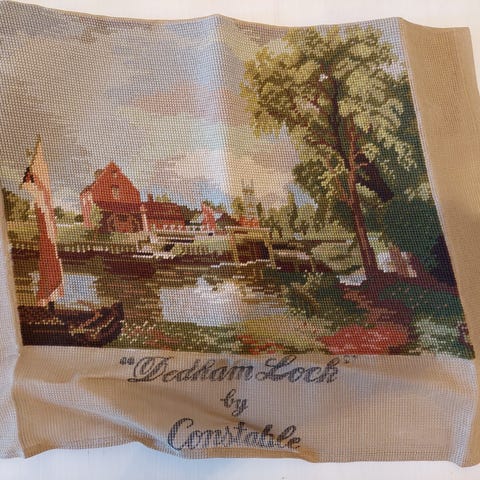 "Dedham Lock"
by
Constable